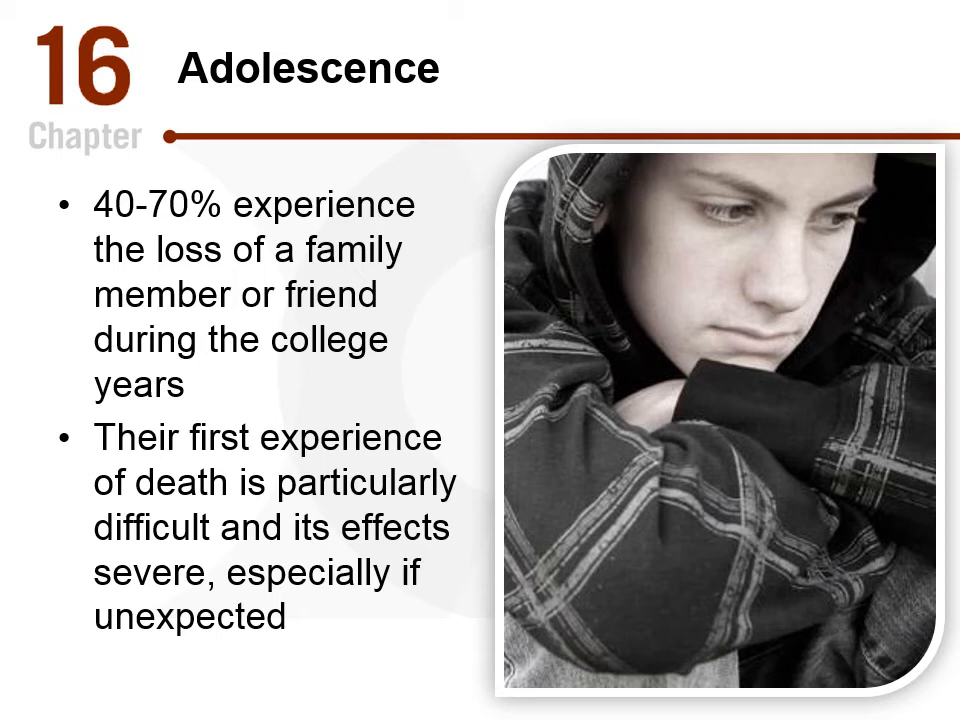 16
Chapter
Adolescence
• 40-70% experience
the loss of a family
member or friend
during the college
years
• Their first experience
of death is particularly
difficult and its effects
severe, especially if
unexpected